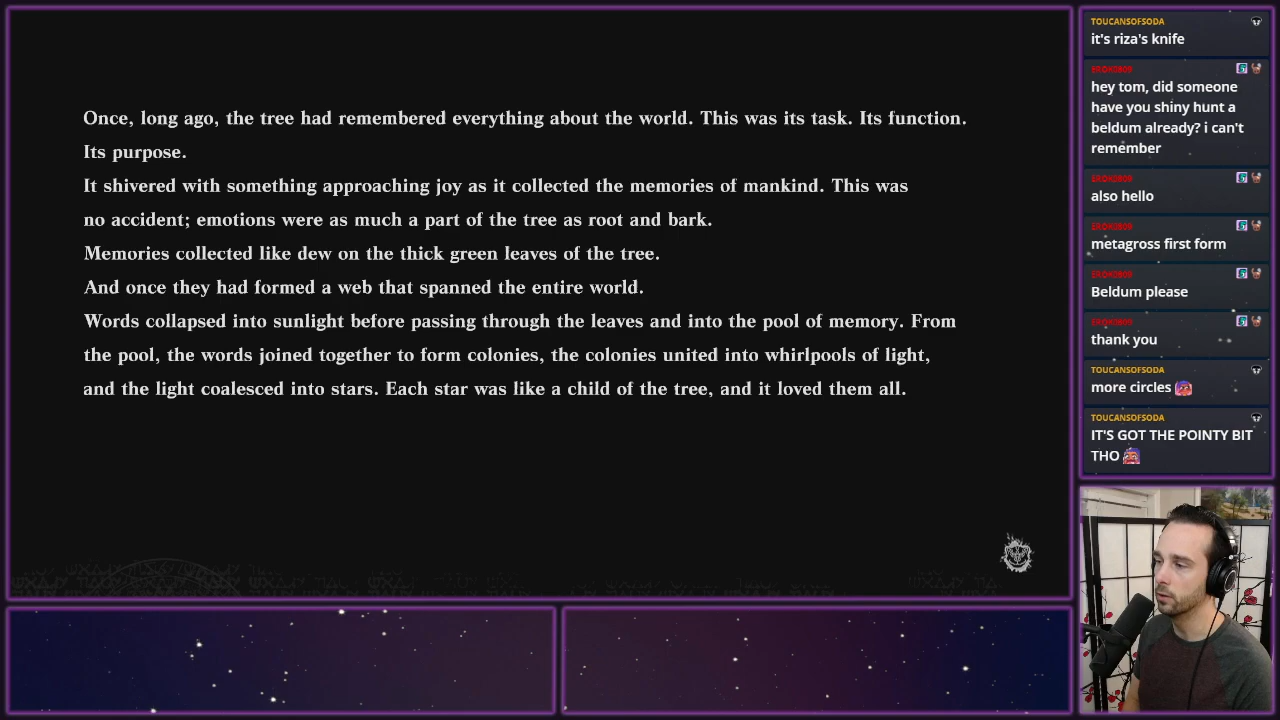 Once, long ago, the tree had remembered everything about the world. This was its task. Its function.
Its purpose.
It shivered with something approaching joy as it collected the memories of mankind. This was
no accident; emotions were as much a part of the tree as root and bark.
Memories collected like dew on the thick green leaves of the tree.
And once they had formed a web that spanned the entire world.
Words collapsed into sunlight before passing through the leaves and into the pool of memory. From
the pool, the words joined together to form colonies, the colonies united into whirlpools of light,
and the light coalesced into stars. Each star was like a child of the tree, and it loved them all.
TOUCANSOFSODA
it's riza's knife
hey tom, did someone
have you shiny hunt a
beldum already? i can't
remember
also hello
metagross first form
Beldum please
thank you
TOUCANSOFSODA
more circles
TOUCANSOFSODA
IT'S GOT THE POINTY BIT
THO